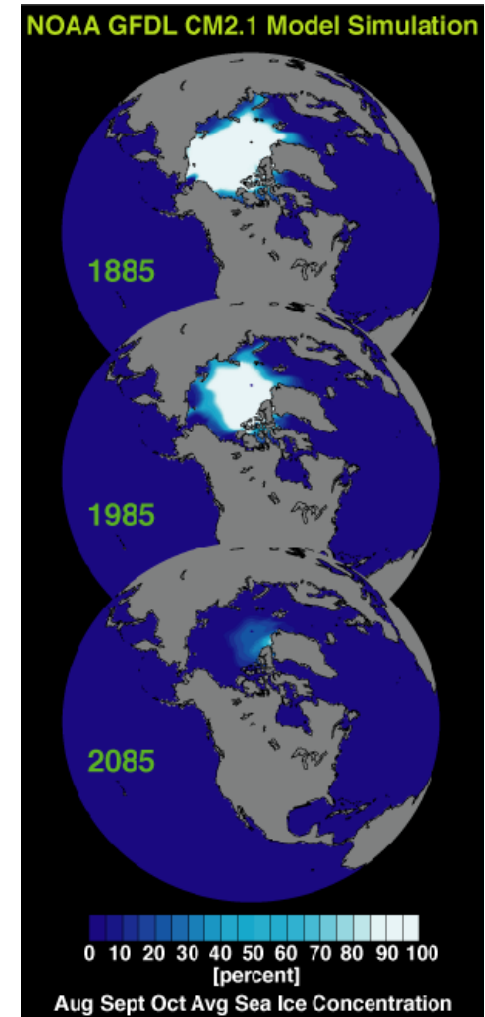 NOAA GFDL CM2.1 Model Simulation
1885
1985
2085
0 10 20 30 40 50 60 70 80 90 100
[percent]
Aug Sept Oct Avg Sea Ice Concentration